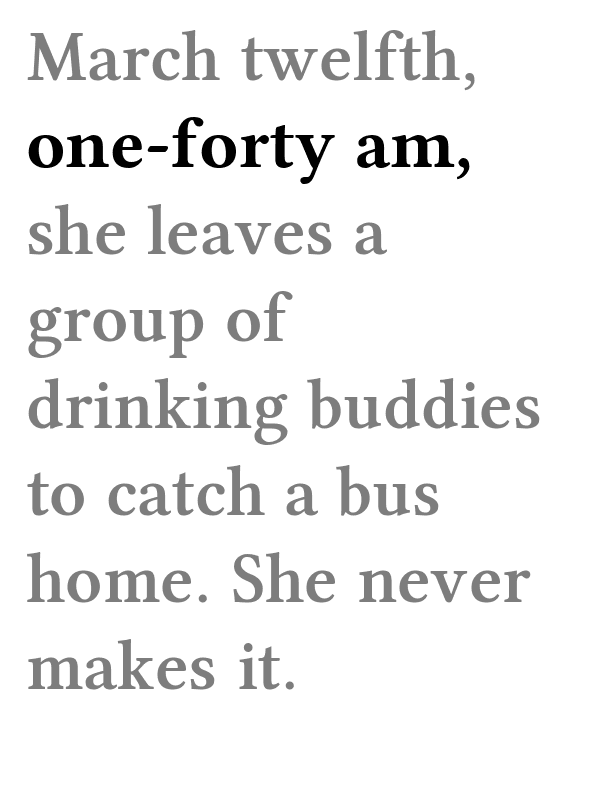 March twelfth,
one-forty am,
she leaves a
group of
drinking buddies
to catch a bus
home. She never
makes it.